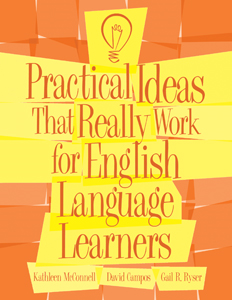 Practical Ideas
That Really Work
for English
Language
Learners
Kathleen McConnell David Campos Gail R. Ryser